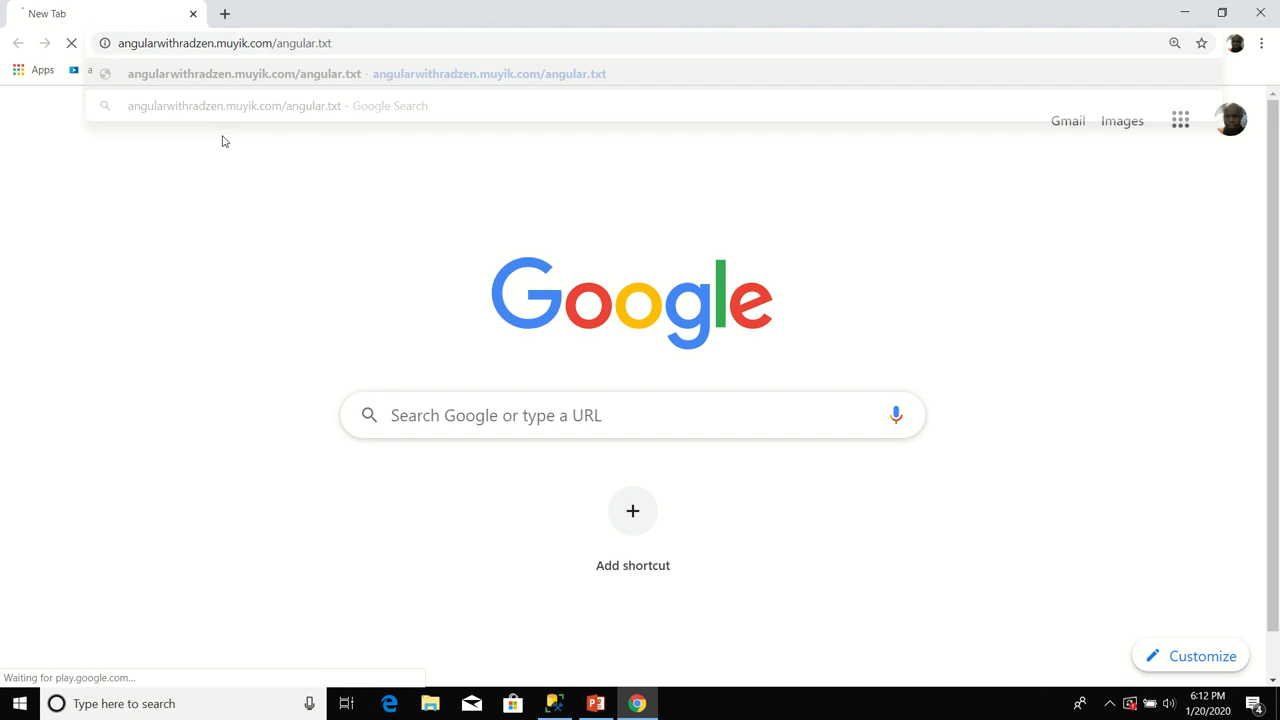 New Tab
angularwithradzen.muyik.com/angular.txt
Apps
a
angularwithradzen.muyik.com/angular.txt - angularwithradzen.muyik.com/angular.txt
angularwithradzen.muyik.com/angular.txt - Google Search
Gmail Images
Google
Search Google or type a URL
Add shortcut
Customize
Waiting for play.google.com...
Type here to search
6:12 PM
1/20/2020
4